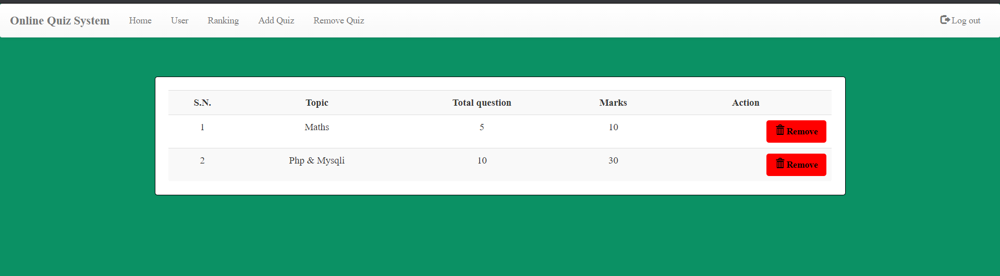 Online Quiz System Home User Ranking Add Quiz Remove Quiz Log out
S.N. Topic Total question Marks Action
1 Maths 5 10 Remove
2 Php & Mysqli 10 30 Remove